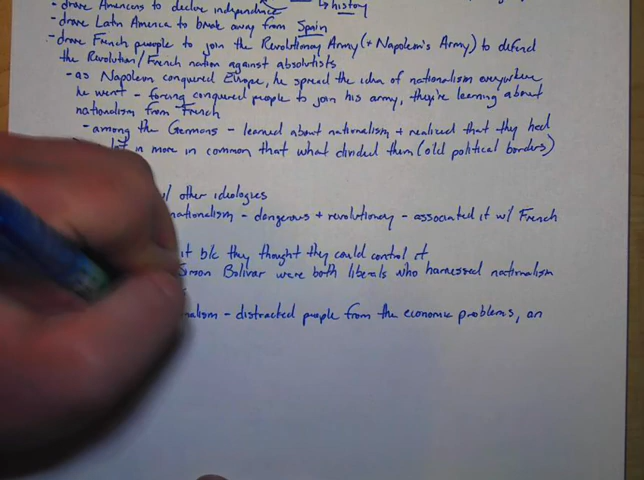 - drove Americans to declare independence history
- drove Latin America to break away from Spain
- drove French people to join the Revolutionary Army (+ Napoleon's Army) to defend
the Revolution/French nation against absolutists
- as Napoleon conquered Europe, he spread the idea of nationalism everywhere
he went - forcing conquered people to join his army, they're learning about
nationalism from French
- among the Germans - learned about nationalism + realized that they had
lot in more in common that what divided them (old political borders)
w/ other ideologies
nationalism - dangerous + revolutionary - associated it w/ French
it b/c they thought they could control it
Simon Bolivar were both liberals who harnessed nationalism
nalism - distracted people from the economic problems, an